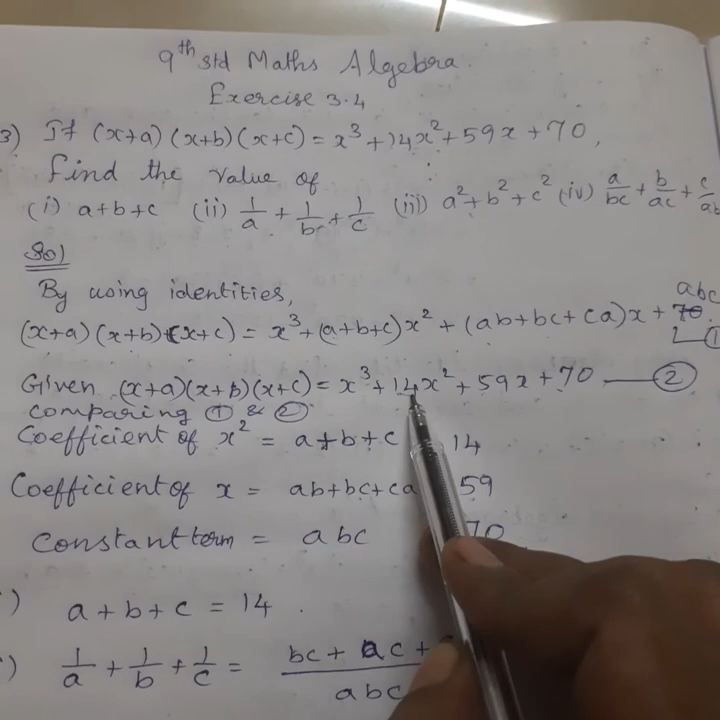 9th std Maths Algebra.
Exercise 3.4
3) If (x+a)(x+b)(x+c) = x³+14x²+59x+70,
find the value of
(i) a+b+c (ii) 1/a + 1/b + 1/c (iii) a²+b²+c² (iv) a/bc + b/ac + c/ab
Sol
By using identities,
abc
(x+a)(x+b)(x+c) = x³+(a+b+c)x²+(ab+bc+ca)x+70 —①
Given (x+a)(x+b)(x+c) = x³+14x²+59x+70 —②
comparing ① & ②
Coefficient of x² = a+b+c 14
Coefficient of x = ab+bc+ca 59
Constant term = abc 70
) a+b+c = 14.
) 1/a + 1/b + 1/c = bc+ac+ / abc